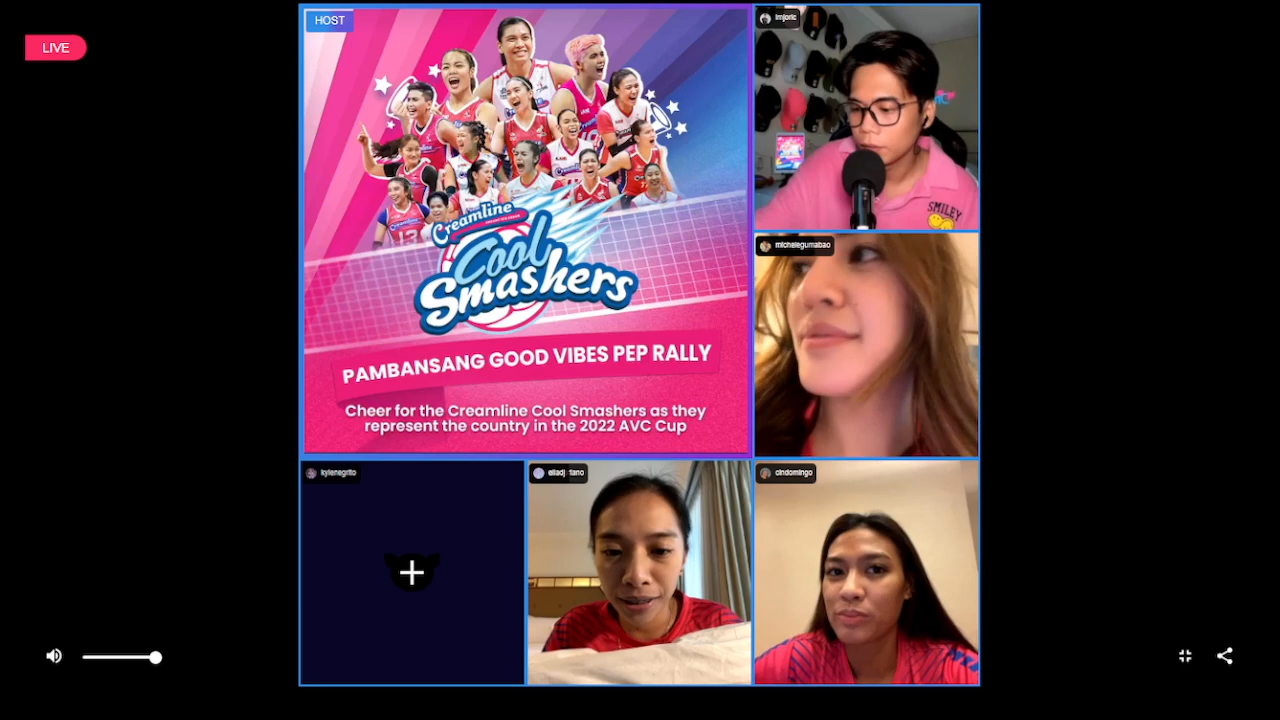 LIVE
HOST
Creamline
Cool
Smashers
PAMBANSANG GOOD VIBES PEP RALLY
Cheer for the Creamline Cool Smashers as they
represent the country in the 2022 AVC Cup
imjoric
SMILEY
michelegumabao
kylenegrito
eliadj
cindomingo